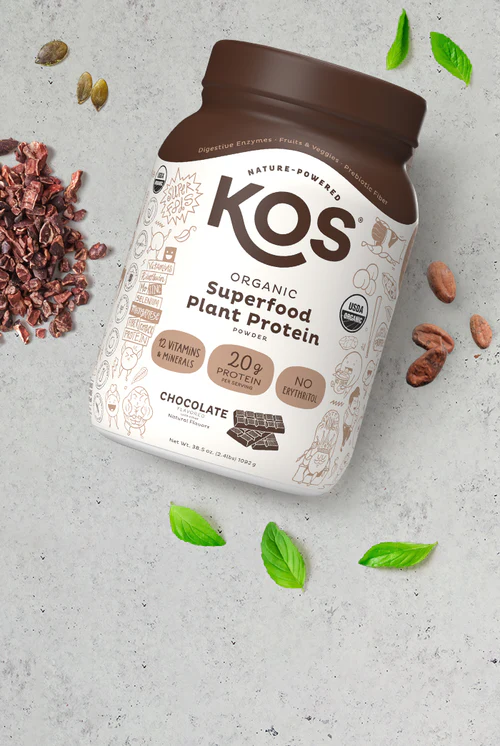 Digestive Enzymes · Fruits & Veggies · Prebiotic Fiber
NATURE-POWERED
KOS®
SUPER
FOODS
ORGANIC
Superfood
Plant Protein
POWDER
USDA
ORGANIC
12 VITAMINS
& MINERALS
20g
PROTEIN
PER SERVING
NO
ERYTHRITOL
CHOCOLATE
FLAVORED
Natural Flavors
Net Wt. 38.5 oz. (2.4lbs) 1092g